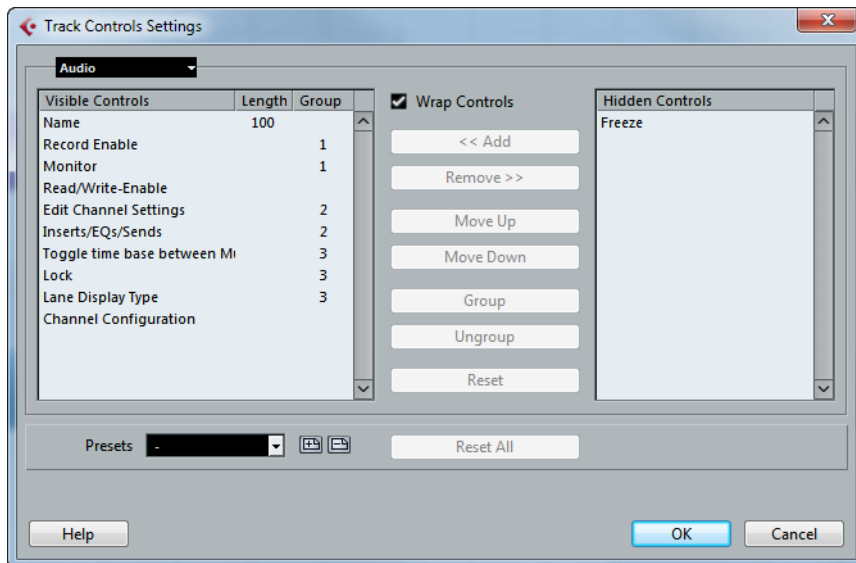 Track Controls Settings
Audio
Visible Controls Length Group
Name 100
Record Enable 1
Monitor 1
Read/Write-Enable
Edit Channel Settings 2
Inserts/EQs/Sends 2
Toggle time base between Mu 3
Lock 3
Lane Display Type 3
Channel Configuration
Wrap Controls
<< Add
Remove >>
Move Up
Move Down
Group
Ungroup
Reset
Hidden Controls
Freeze
Presets -
Reset All
Help
OK
Cancel